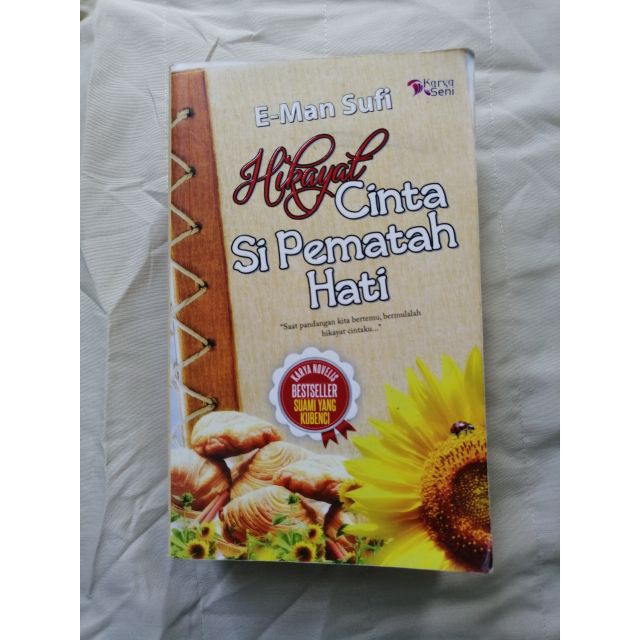 Karya
Seni
E-Man Sufi
Hikayat
Cinta
Si Pematah
Hati
"Saat pandangan kita bertemu, bermulalah
hikayat cintaku..."
KARYA NOVELIS
BESTSELLER
SUAMI YANG
KUBENCI